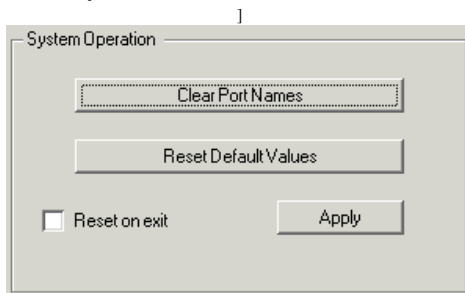 ]
System Operation
Clear Port Names
Reset Default Values
Reset on exit
Apply